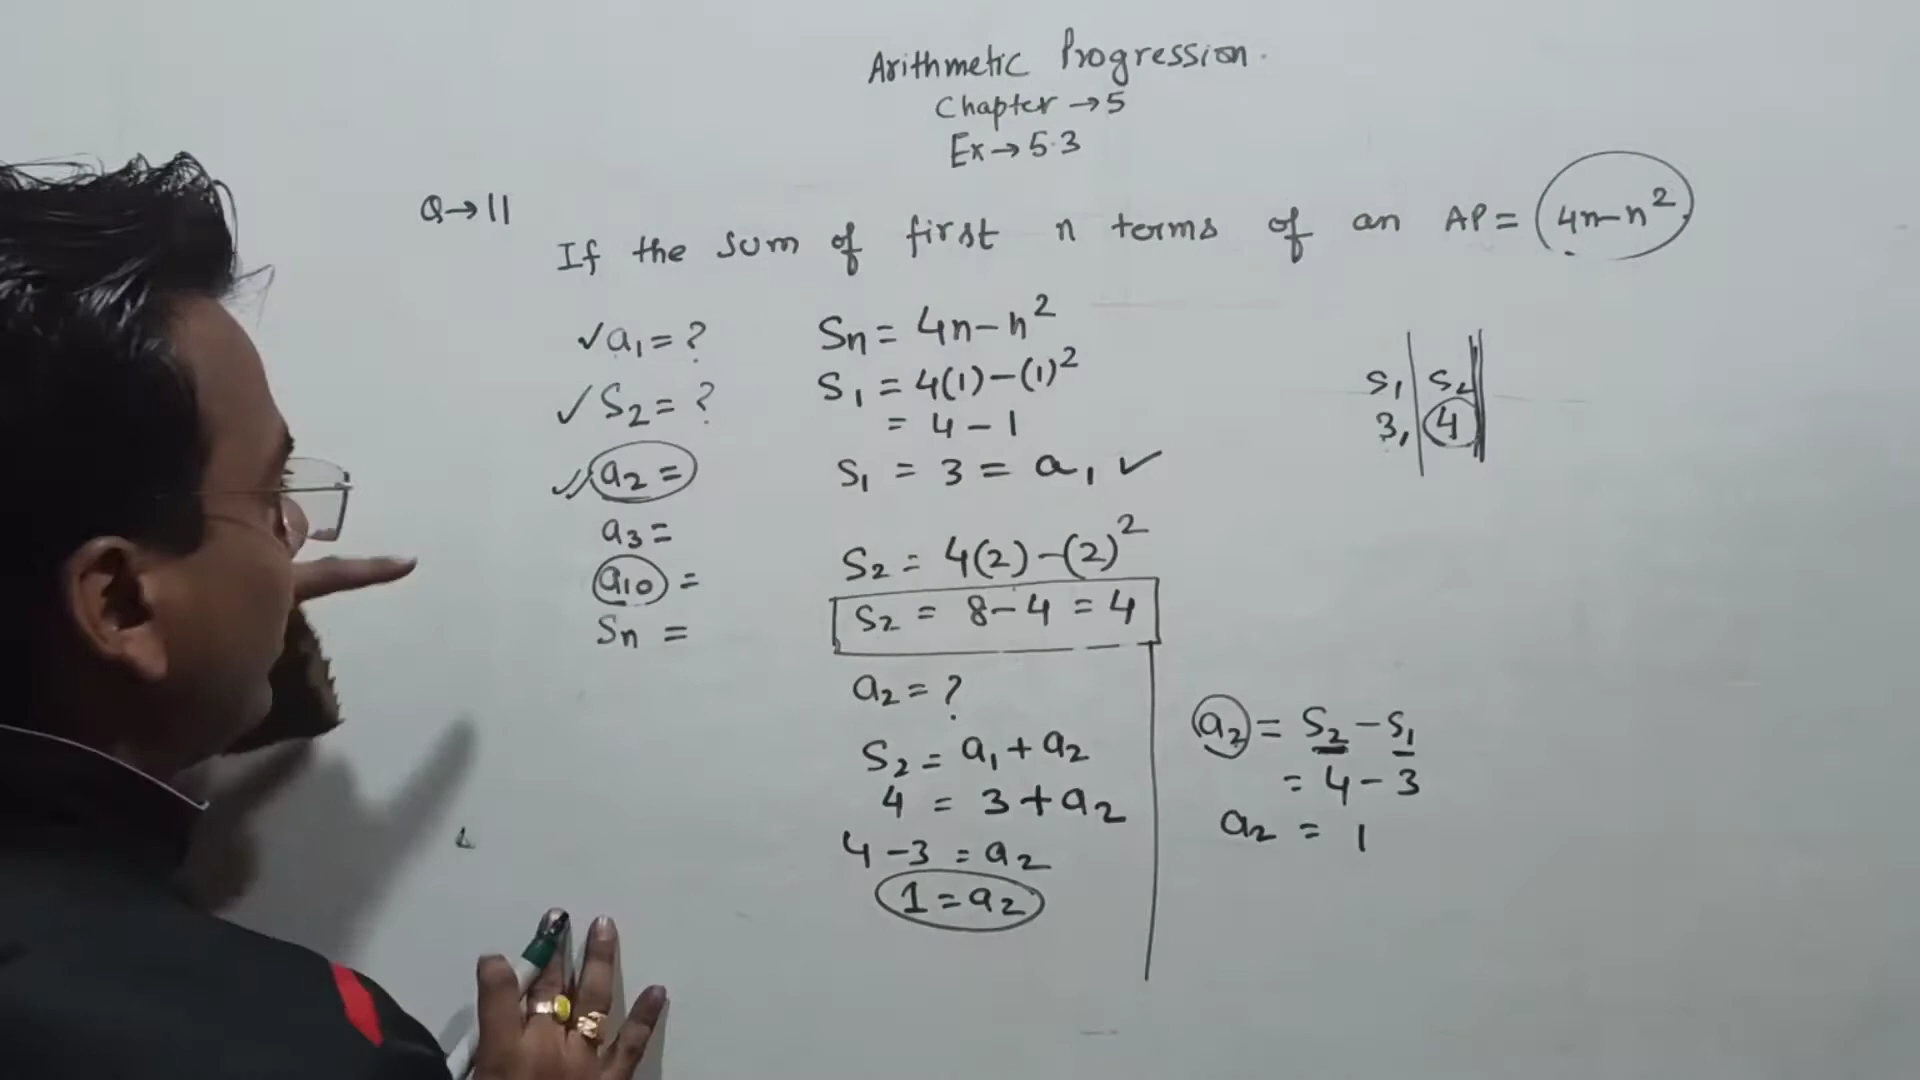 Arithmetic Progression.
Chapter → 5
Ex → 5.3
Q → 11
If the sum of first n terms of an AP = 4n-n²
✓ a₁ = ?
✓ S₂ = ?
✓ a₂ =
a₃ =
a₁₀ =
Sn =
Sn = 4n - n²
S₁ = 4(1) - (1)²
= 4 - 1
S₁ = 3 = a₁ ✓
S₂ = 4(2) - (2)²
S₂ = 8 - 4 = 4
a₂ = ?
S₂ = a₁ + a₂
4 = 3 + a₂
4 - 3 = a₂
1 = a₂
S₁ S₂
3, 4
a₂ = S₂ - S₁
= 4 - 3
a₂ = 1